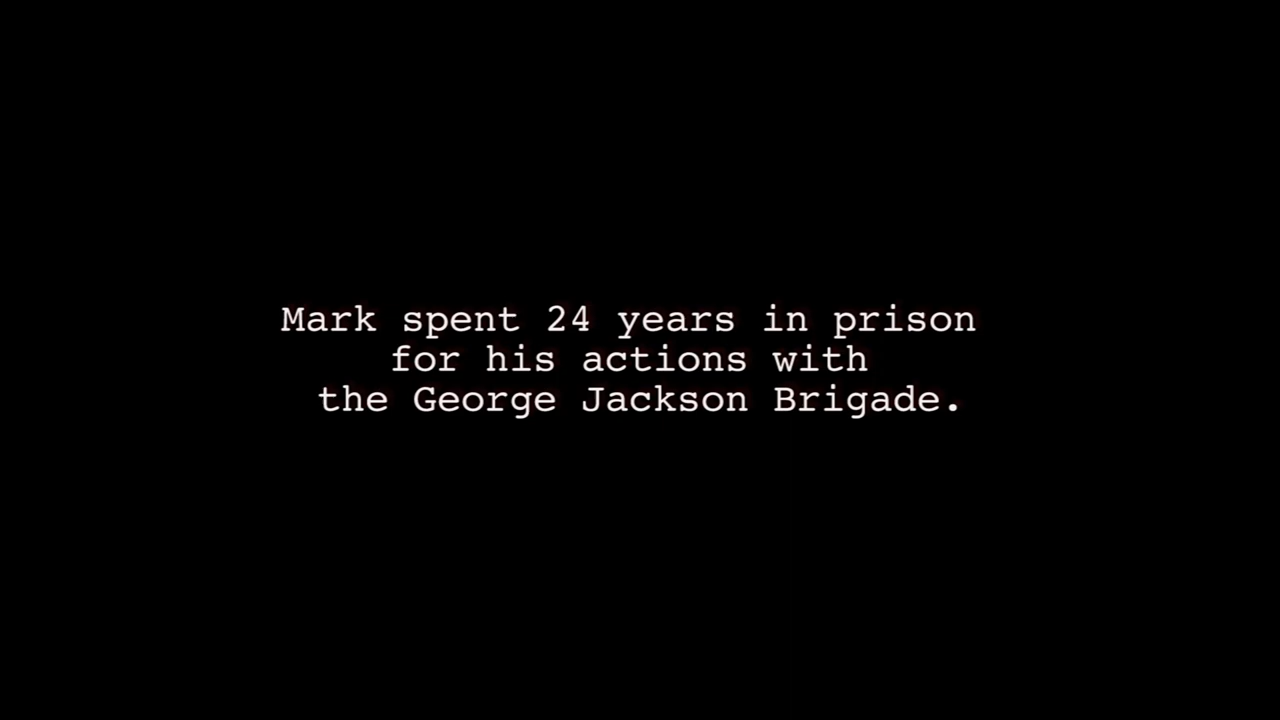 Mark spent 24 years in prison
for his actions with
the George Jackson Brigade.